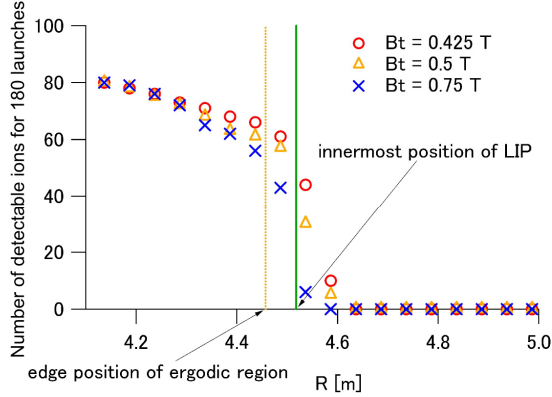 Number of detectable ions for 180 launches
100
80
60
40
20
0
Bt = 0.425 T
Bt = 0.5 T
Bt = 0.75 T
innermost position of LIP
4.2
4.4
4.6
4.8
5.0
edge position of ergodic region
R [m]